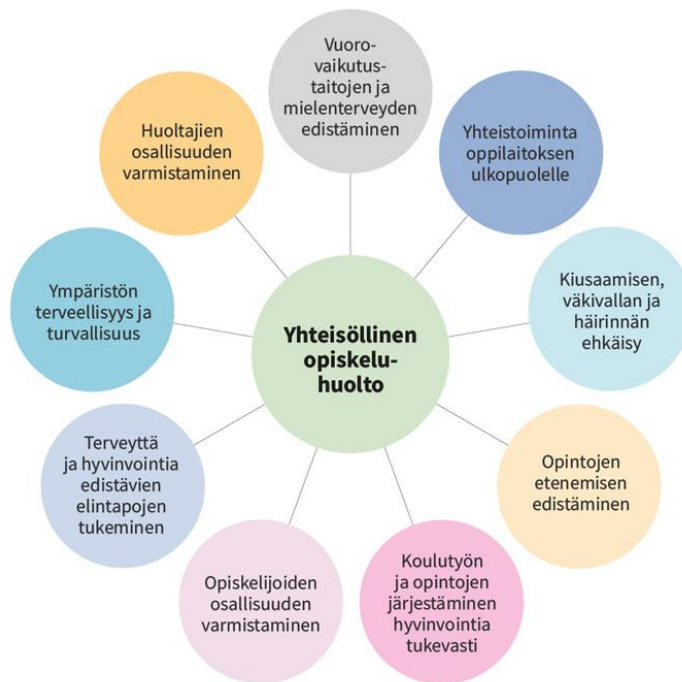 Vuoro-
vaikutus-
taitojen ja
mielenterveyden
edistäminen
Yhteistoiminta
oppilaitoksen
ulkopuolelle
Kiusaamisen,
väkivallan ja
häirinnän
ehkäisy
Opintojen
etenemisen
edistäminen
Koulutyön
ja opintojen
järjestäminen
hyvinvointia
tukevasti
Opiskelijoiden
osallisuuden
varmistaminen
Terveyttä
ja hyvinvointia
edistävien
elintapojen
tukeminen
Ympäristön
terveellisyys ja
turvallisuus
Huoltajien
osallisuuden
varmistaminen
Yhteisöllinen
opiskelu-
huolto